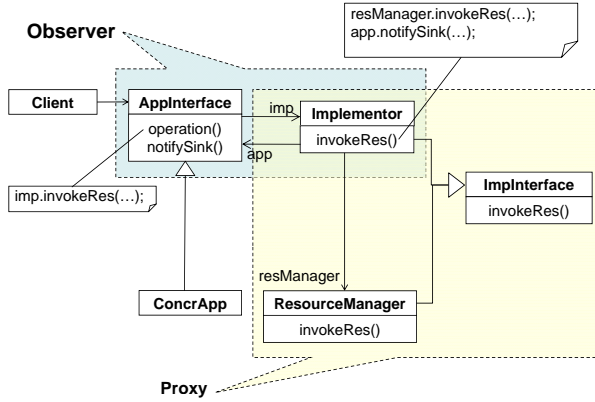 resManager.invokeRes(…);
app.notifySink(…);
Observer
Client
AppInterface
operation()
notifySink()
imp
app
Implementor
invokeRes()
ImpInterface
invokeRes()
imp.invokeRes(…);
resManager
ConcrApp
ResourceManager
invokeRes()
Proxy